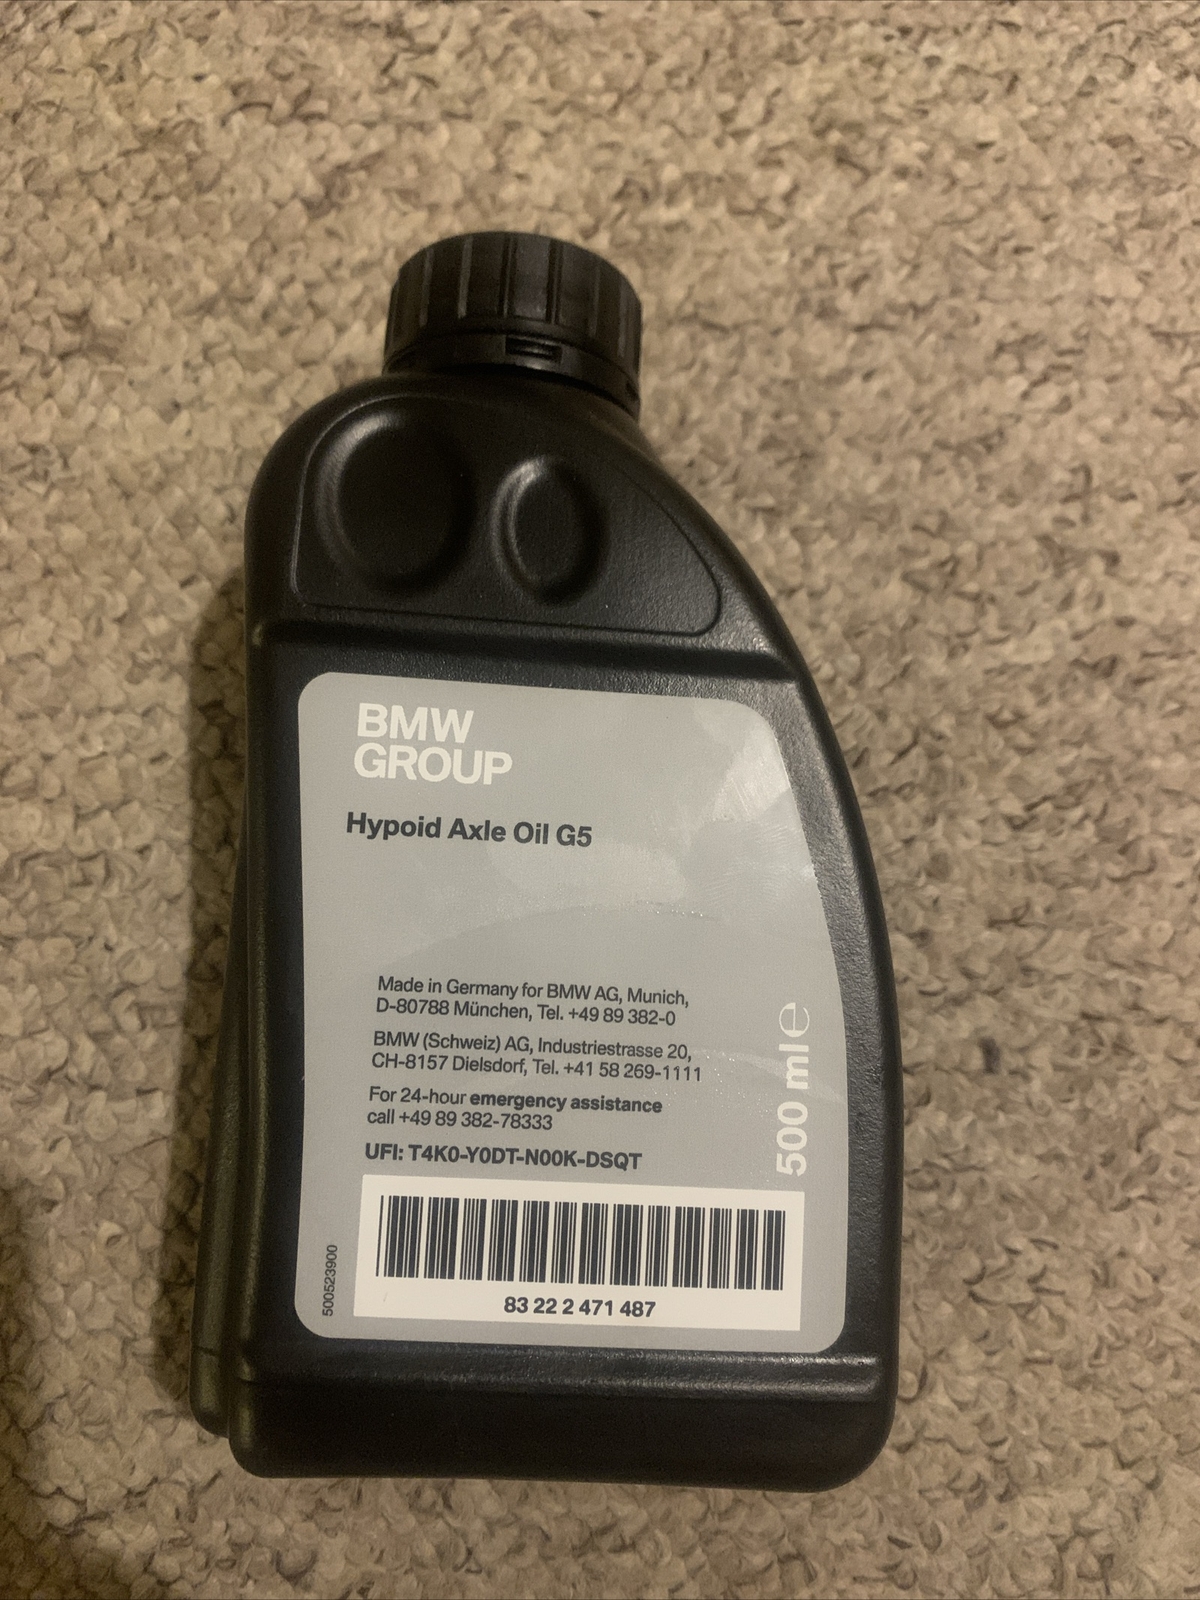 BMW
GROUP
Hypoid Axle Oil G5
Made in Germany for BMW AG, Munich,
D-80788 München, Tel. +49 89 382-0
BMW (Schweiz) AG, Industriestrasse 20,
CH-8157 Dielsdorf, Tel. +41 58 269-1111
For 24-hour emergency assistance
call +49 89 382-78333
UFI: T4K0-Y0DT-N00K-DSQT
500 ml ℮
500523900
83 22 2 471 487